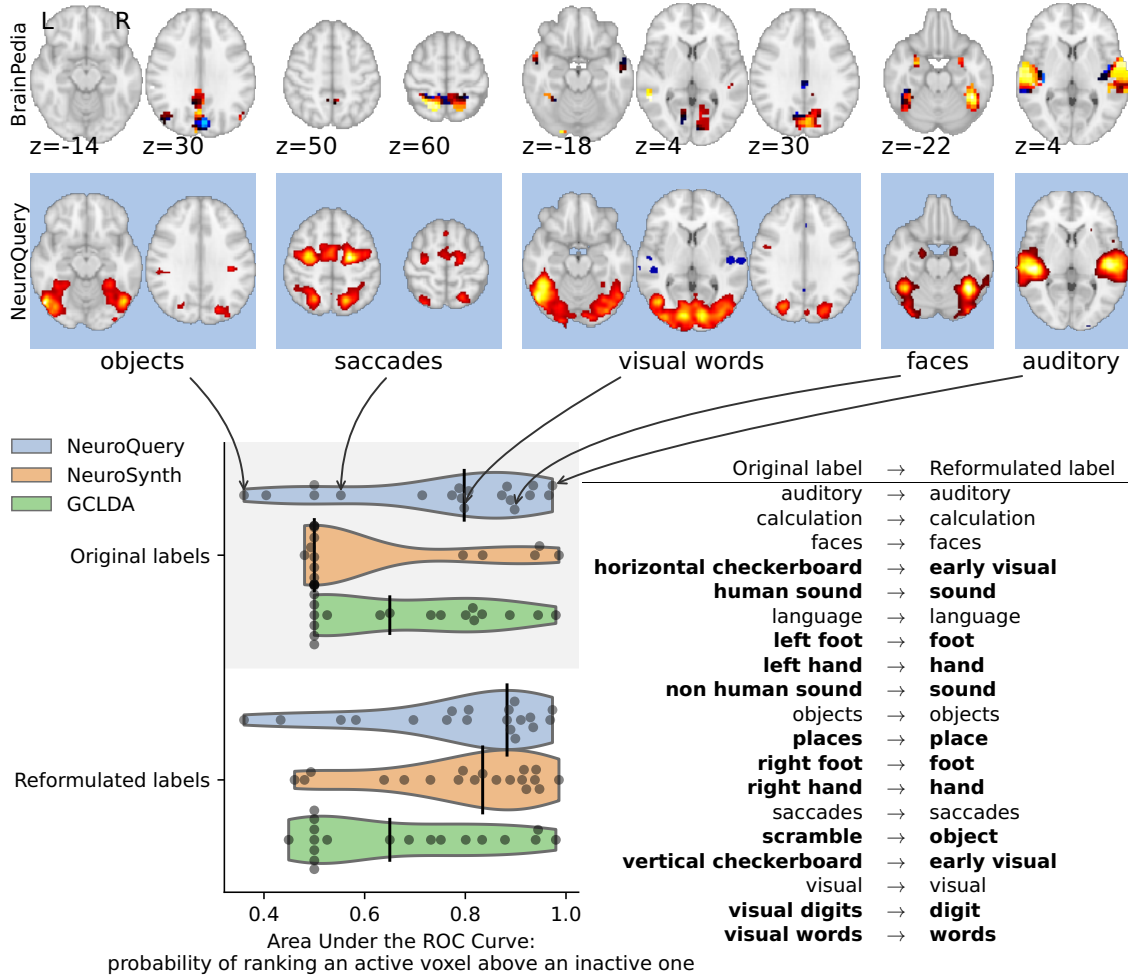 BrainPedia
L R
z=-14 z=30 z=50 z=60 z=-18 z=4 z=30 z=-22 z=4
NeuroQuery
objects saccades visual words faces auditory
NeuroQuery
NeuroSynth
GCLDA
Original labels
Reformulated labels
0.4 0.6 0.8 1.0
Area Under the ROC Curve:
probability of ranking an active voxel above an inactive one
Original label → Reformulated label
auditory → auditory
calculation → calculation
faces → faces
horizontal checkerboard → early visual
human sound → sound
language → language
left foot → foot
left hand → hand
non human sound → sound
objects → objects
places → place
right foot → foot
right hand → hand
saccades → saccades
scramble → object
vertical checkerboard → early visual
visual → visual
visual digits → digit
visual words → words